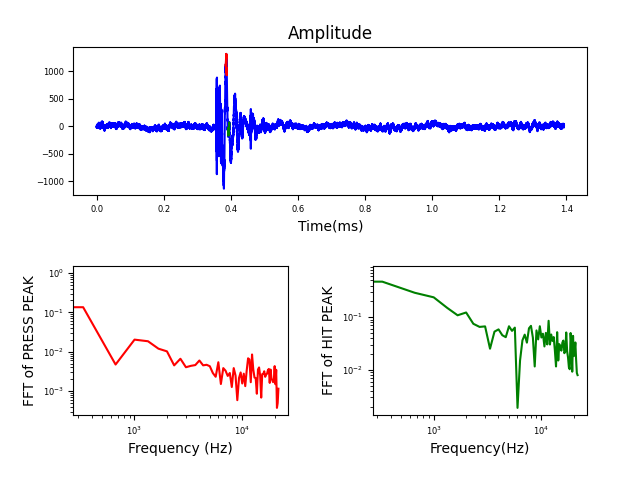 Amplitude
1000
500
0
−500
−1000
0.0 0.2 0.4 0.6 0.8 1.0 1.2 1.4
Time(ms)
FFT of PRESS PEAK
10⁰
10⁻¹
10⁻²
10⁻³
10³ 10⁴
Frequency (Hz)
FFT of HIT PEAK
10⁻¹
10⁻²
10³ 10⁴
Frequency(Hz)